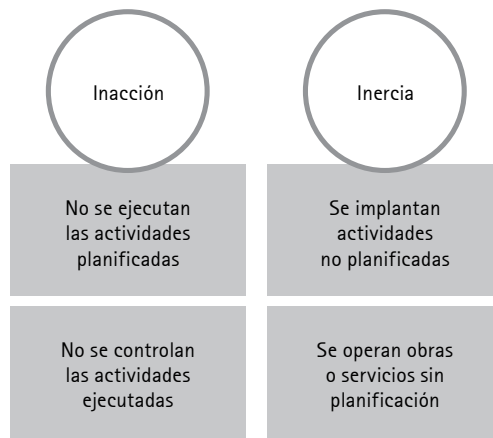 Inacción
No se ejecutan
las actividades
planificadas
No se controlan
las actividades
ejecutadas
Inercia
Se implantan
actividades
no planificadas
Se operan obras
o servicios sin
planificación